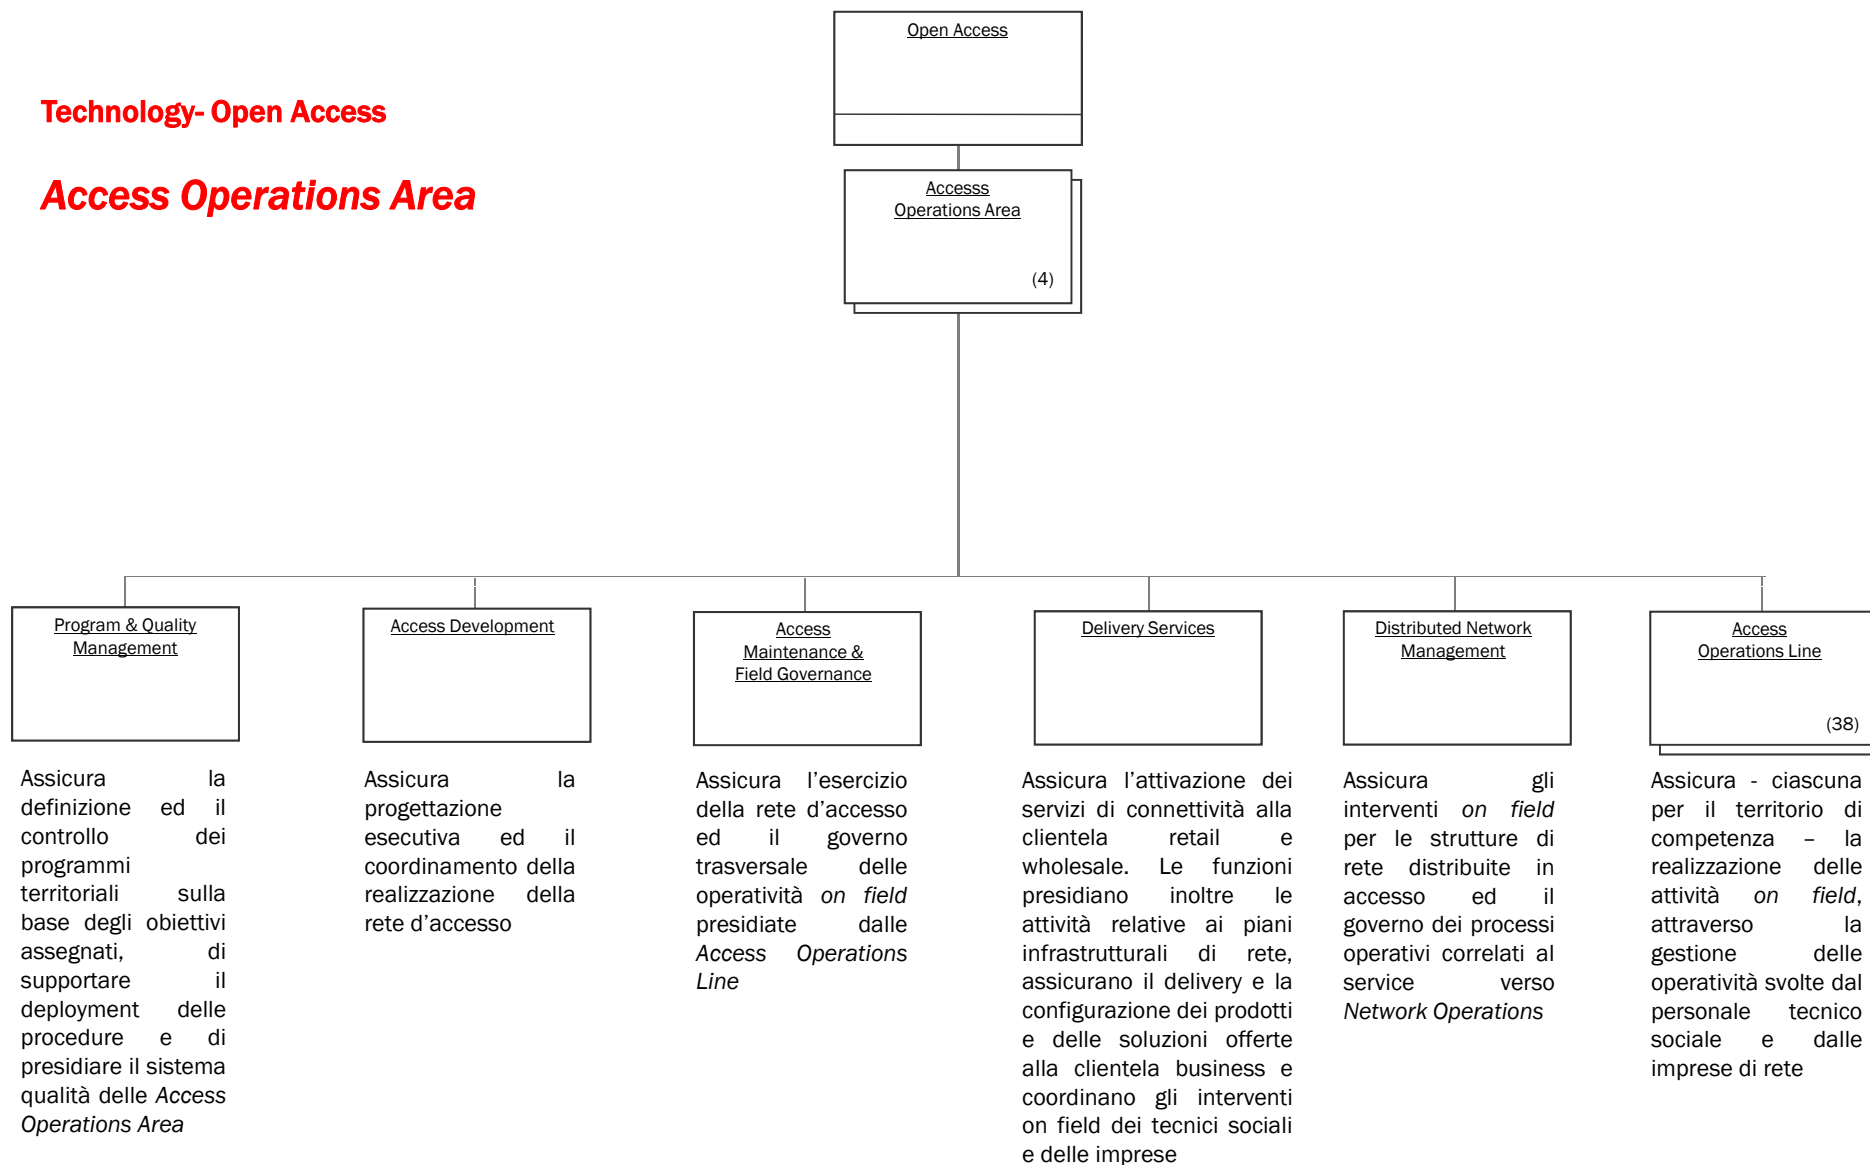 Open Access
Technology- Open Access
Access Operations Area
Accesss
Operations Area
(4)
Program & Quality
Management
Access Development
Access
Maintenance &
Field Governance
Delivery Services
Distributed Network
Management
Access
Operations Line
(38)
Assicura la
definizione ed il
controllo dei
programmi
territoriali sulla
base degli obiettivi
assegnati, di
supportare il
deployment delle
procedure e di
presidiare il sistema
qualità delle Access
Operations Area
Assicura la
progettazione
esecutiva ed il
coordinamento della
realizzazione della
rete d’accesso
Assicura l’esercizio
della rete d’accesso
ed il governo
trasversale delle
operatività on field
presidiate dalle
Access Operations
Line
Assicura l’attivazione dei
servizi di connettività alla
clientela retail e
wholesale. Le funzioni
presidiano inoltre le
attività relative ai piani
infrastrutturali di rete,
assicurano il delivery e la
configurazione dei prodotti
e delle soluzioni offerte
alla clientela business e
coordinano gli interventi
on field dei tecnici sociali
e delle imprese
Assicura gli
interventi on field
per le strutture di
rete distribuite in
accesso ed il
governo dei processi
operativi correlati al
service verso
Network Operations
Assicura - ciascuna
per il territorio di
competenza – la
realizzazione delle
attività on field,
attraverso la
gestione delle
operatività svolte dal
personale tecnico
sociale e dalle
imprese di rete